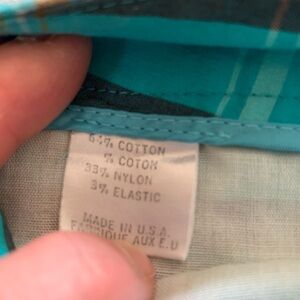 64% COTTON
% COTON
33% NYLON
3% ELASTIC
MADE IN U.S.A.
FABRIQUE AUX E.U